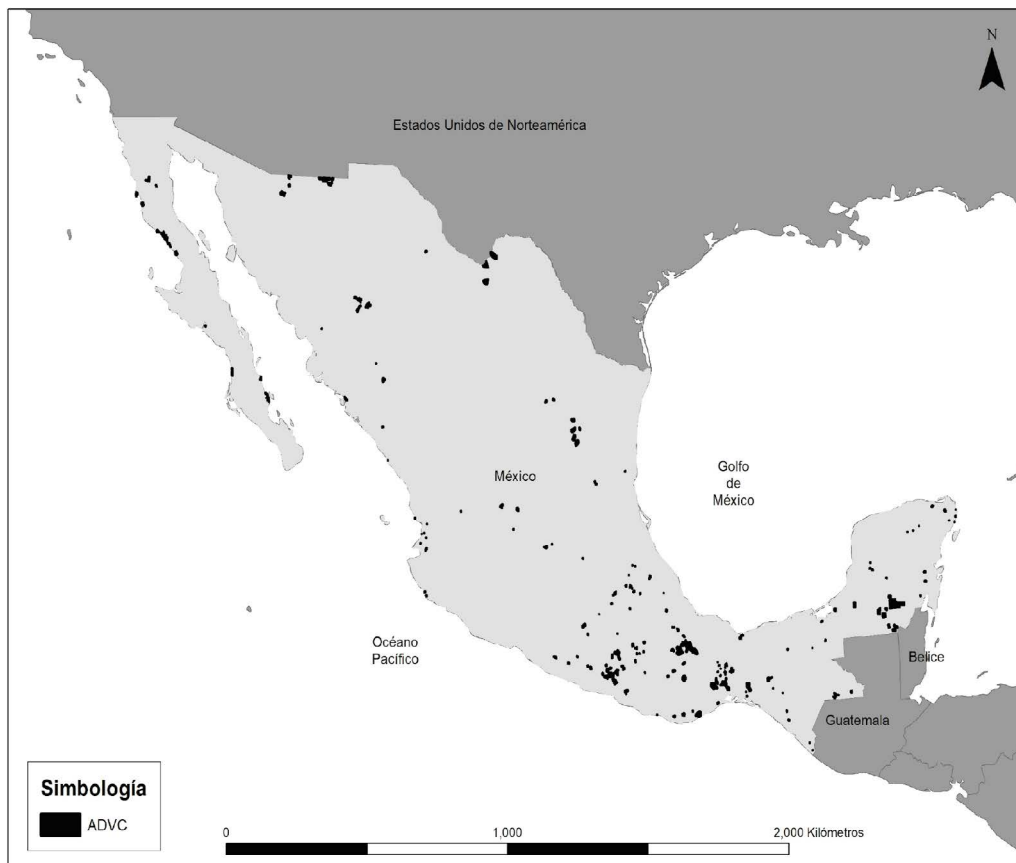 N
Estados Unidos de Norteamérica
México
Golfo
de
México
Océano
Pacífico
Belice
Guatemala
Simbología
ADVC
0
1,000
2,000 Kilómetros